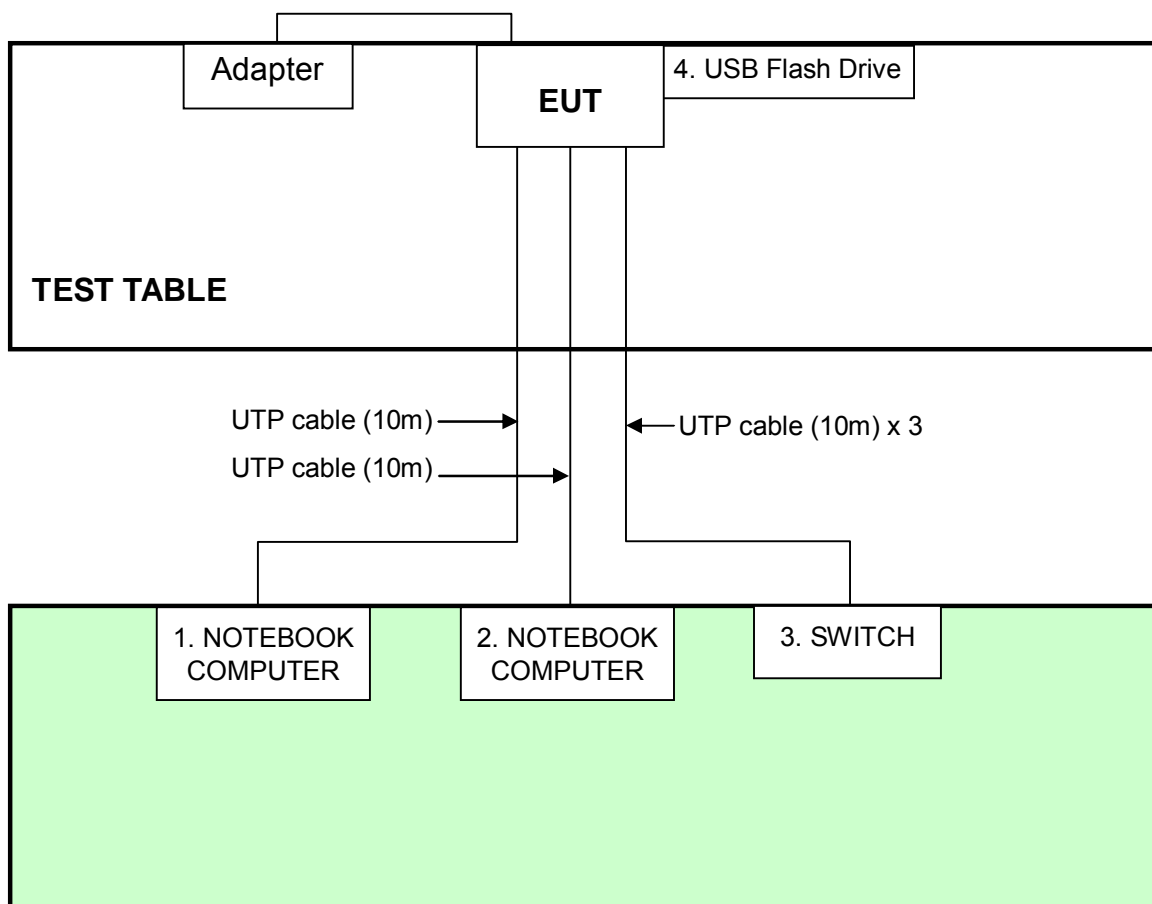 Adapter
EUT
4. USB Flash Drive
TEST TABLE
UTP cable (10m)
UTP cable (10m) x 3
UTP cable (10m)
1. NOTEBOOK
COMPUTER
2. NOTEBOOK
COMPUTER
3. SWITCH